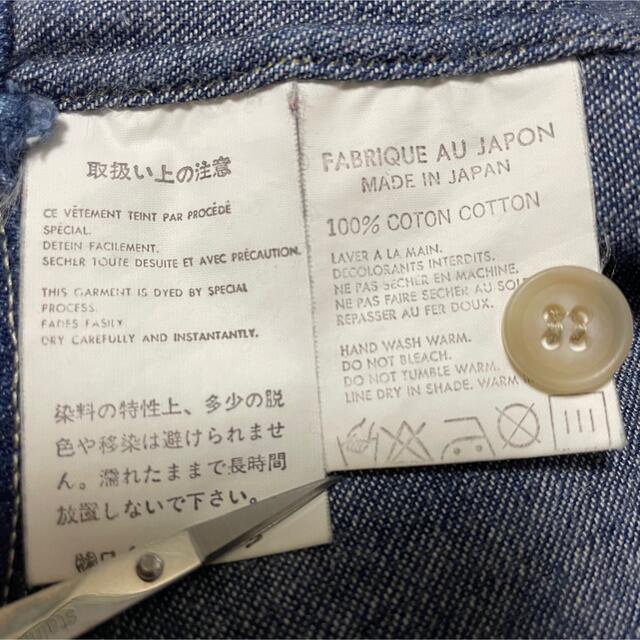 取扱い上の注意
CE VÊTEMENT TEINT PAR PROCÉDÉ
SPÉCIAL.
DETEIN FACILEMENT.
SECHER TOUTE DESUITE ET AVEC PRÉCAUTION.
THIS GARMENT IS DYED BY SPECIAL
PROCESS.
FADES EASILY
DRY CAREFULLY AND INSTANTLY.
染料の特性上、多少の脱
色や移染は避けられませ
ん。濡れたままで長時間
放置しないで下さい。
FABRIQUE AU JAPON
MADE IN JAPAN
100% COTON COTTON
LAVER A LA MAIN.
DECOLORANTS INTERDITS.
NE PAS SECHER EN MACHINE.
NE PAS FAIRE SECHER AU
REPASSER AU FER DOUX.
HAND WASH WARM.
DO NOT BLEACH.
DO NOT TUMBLE WARM.
LINE DRY IN SHADE. WARM